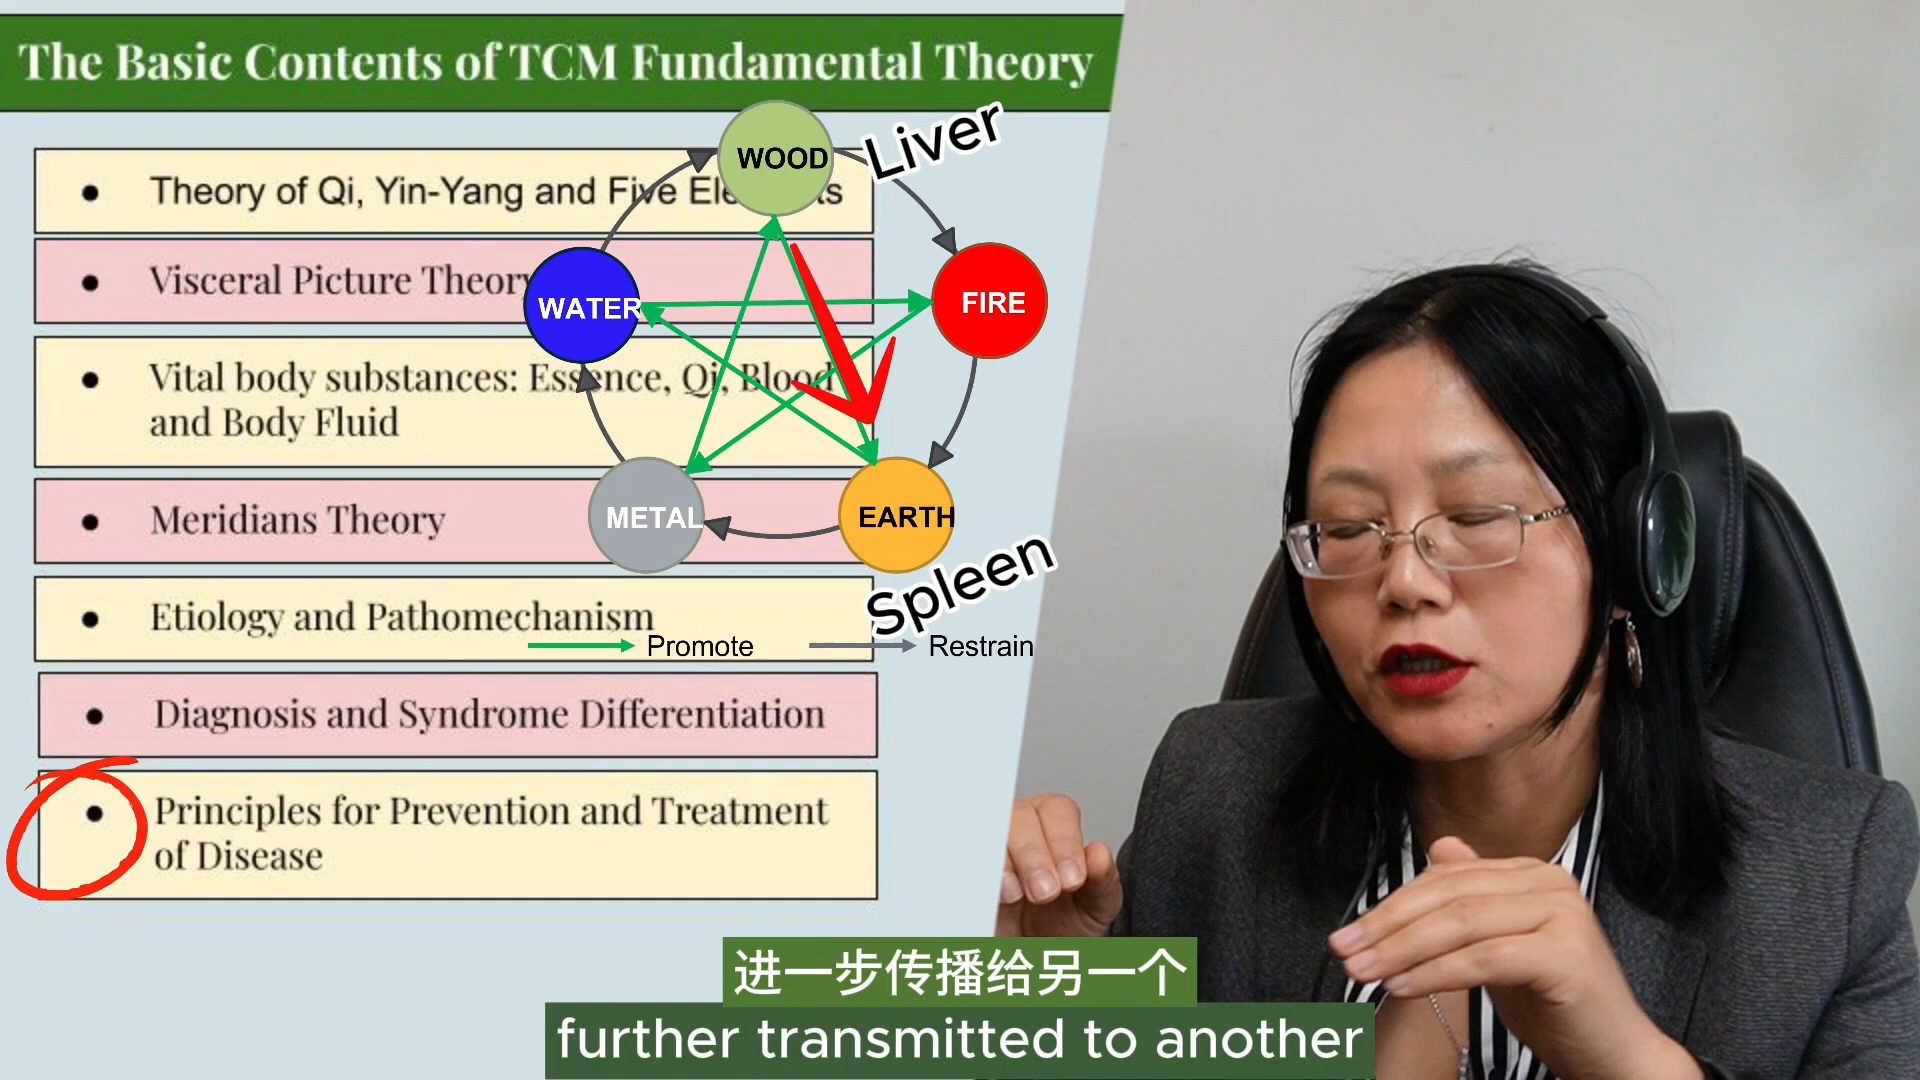 The Basic Contents of TCM Fundamental Theory
WOOD
Liver
Theory of Qi, Yin-Yang and Five Ele ts
Visceral Picture Theory
WATER
FIRE
Vital body substances: Essence, Qi, Blood
and Body Fluid
Meridians Theory
METAL
EARTH
Spleen
Etiology and Pathomechanism
Promote
Restrain
Diagnosis and Syndrome Differentiation
Principles for Prevention and Treatment
of Disease
进一步传播给另一个
further transmitted to another